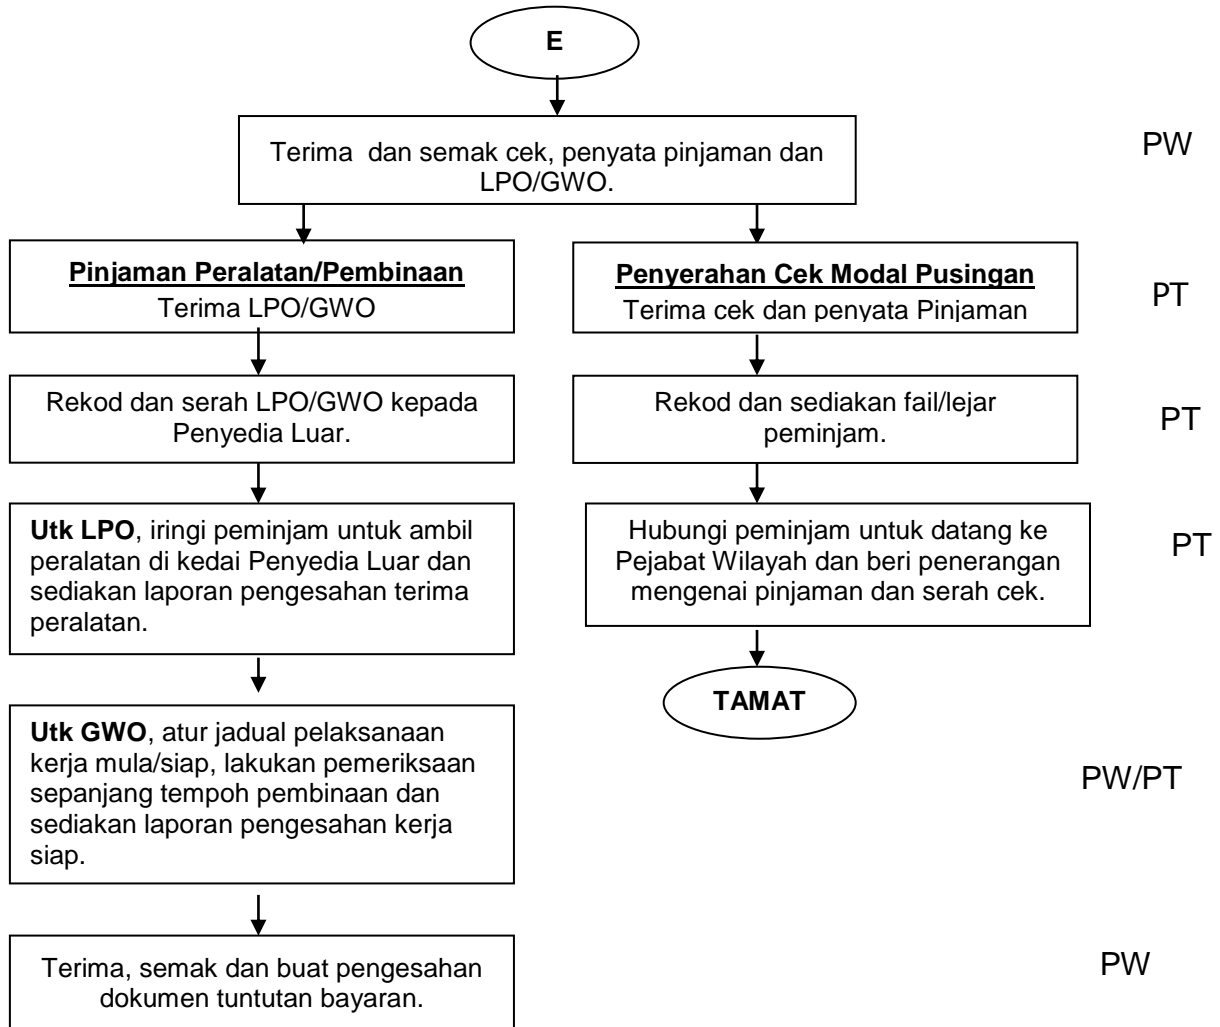 E
Terima dan semak cek, penyata pinjaman dan
LPO/GWO.
PW
Pinjaman Peralatan/Pembinaan
Terima LPO/GWO
Penyerahan Cek Modal Pusingan
Terima cek dan penyata Pinjaman
PT
Rekod dan serah LPO/GWO kepada
Penyedia Luar.
Rekod dan sediakan fail/lejar
peminjam.
PT
Utk LPO, iringi peminjam untuk ambil
peralatan di kedai Penyedia Luar dan
sediakan laporan pengesahan terima
peralatan.
Hubungi peminjam untuk datang ke
Pejabat Wilayah dan beri penerangan
mengenai pinjaman dan serah cek.
PT
TAMAT
Utk GWO, atur jadual pelaksanaan
kerja mula/siap, lakukan pemeriksaan
sepanjang tempoh pembinaan dan
sediakan laporan pengesahan kerja
siap.
PW/PT
Terima, semak dan buat pengesahan
dokumen tuntutan bayaran.
PW